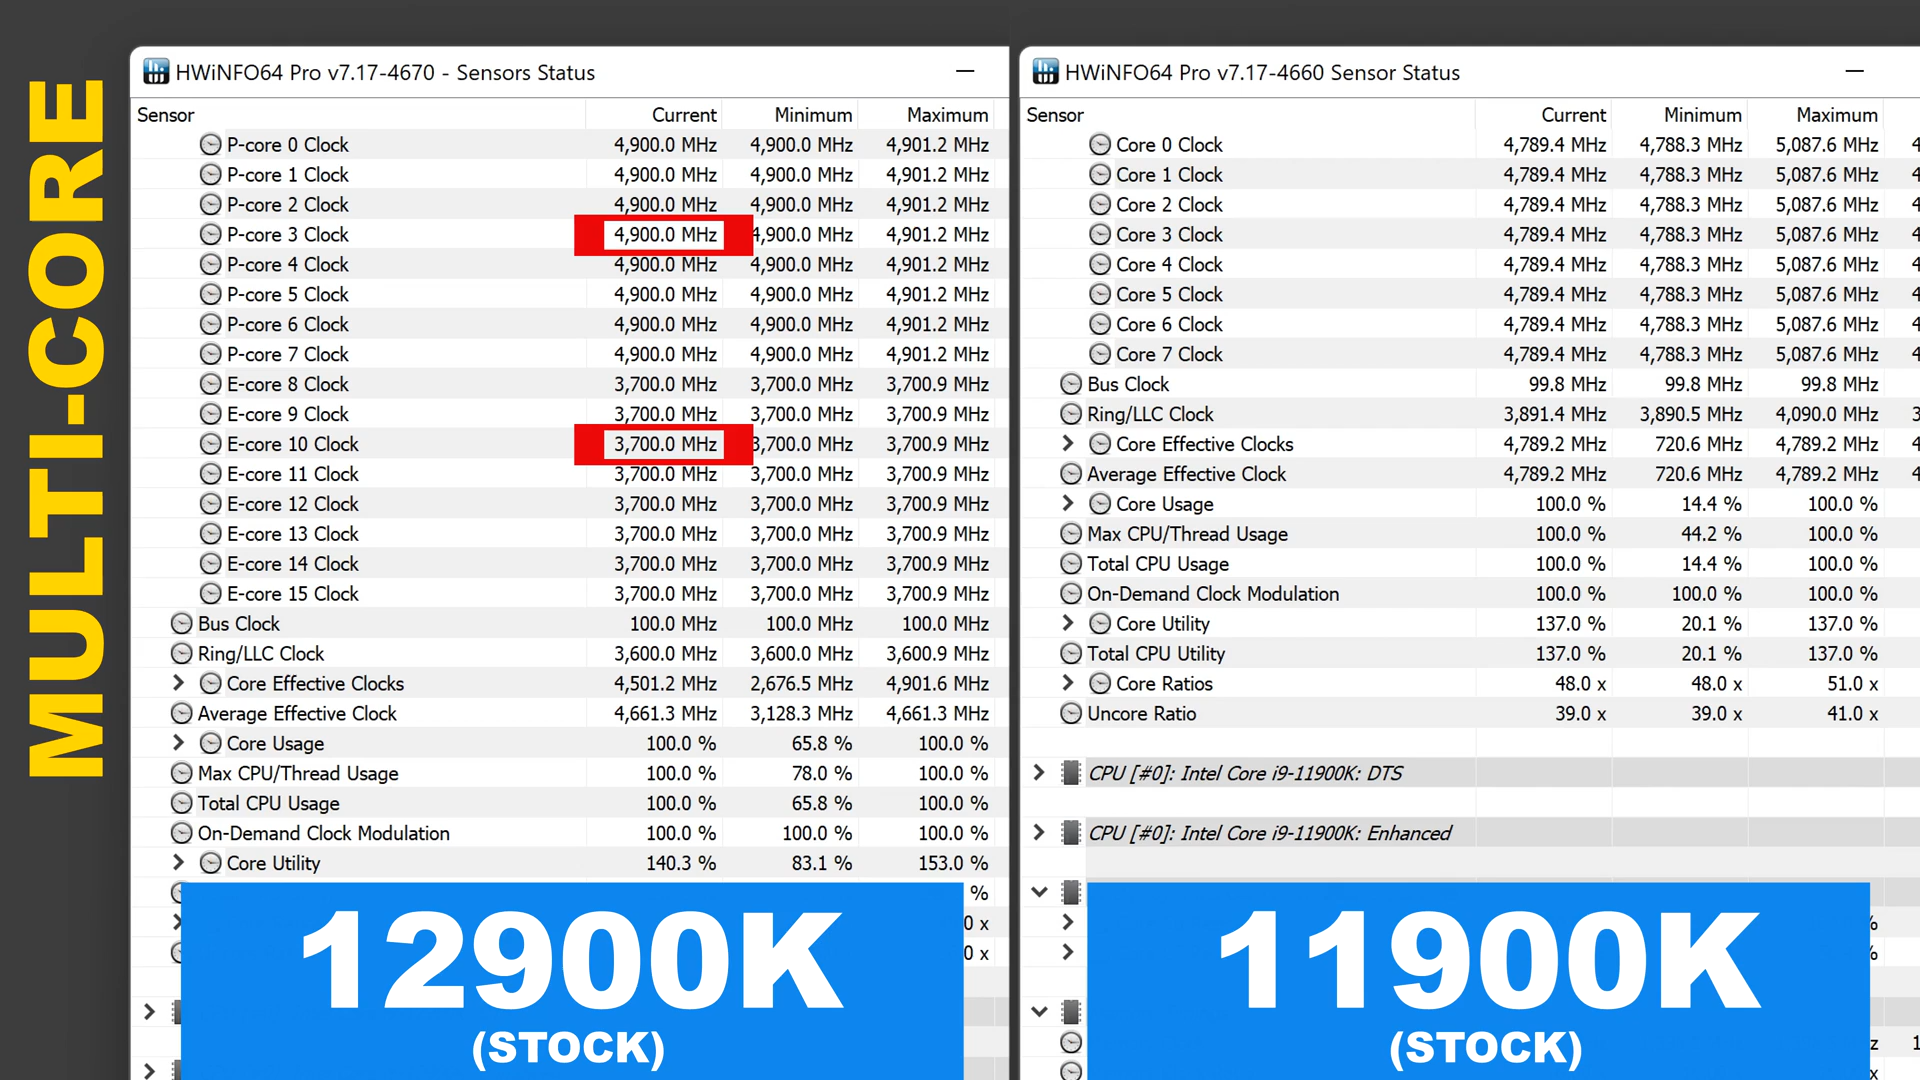 MULTI-CORE
HWiNFO64 Pro v7.17-4670 - Sensors Status
Sensor Current Minimum Maximum
P-core 0 Clock 4,900.0 MHz 4,900.0 MHz 4,901.2 MHz
P-core 1 Clock 4,900.0 MHz 4,900.0 MHz 4,901.2 MHz
P-core 2 Clock 4,900.0 MHz 4,900.0 MHz 4,901.2 MHz
P-core 3 Clock 4,900.0 MHz 4,900.0 MHz 4,901.2 MHz
P-core 4 Clock 4,900.0 MHz 4,900.0 MHz 4,901.2 MHz
P-core 5 Clock 4,900.0 MHz 4,900.0 MHz 4,901.2 MHz
P-core 6 Clock 4,900.0 MHz 4,900.0 MHz 4,901.2 MHz
P-core 7 Clock 4,900.0 MHz 4,900.0 MHz 4,901.2 MHz
E-core 8 Clock 3,700.0 MHz 3,700.0 MHz 3,700.9 MHz
E-core 9 Clock 3,700.0 MHz 3,700.0 MHz 3,700.9 MHz
E-core 10 Clock 3,700.0 MHz 3,700.0 MHz 3,700.9 MHz
E-core 11 Clock 3,700.0 MHz 3,700.0 MHz 3,700.9 MHz
E-core 12 Clock 3,700.0 MHz 3,700.0 MHz 3,700.9 MHz
E-core 13 Clock 3,700.0 MHz 3,700.0 MHz 3,700.9 MHz
E-core 14 Clock 3,700.0 MHz 3,700.0 MHz 3,700.9 MHz
E-core 15 Clock 3,700.0 MHz 3,700.0 MHz 3,700.9 MHz
Bus Clock 100.0 MHz 100.0 MHz 100.0 MHz
Ring/LLC Clock 3,600.0 MHz 3,600.0 MHz 3,600.9 MHz
Core Effective Clocks 4,501.2 MHz 2,676.5 MHz 4,901.6 MHz
Average Effective Clock 4,661.3 MHz 3,128.3 MHz 4,661.3 MHz
Core Usage 100.0 % 65.8 % 100.0 %
Max CPU/Thread Usage 100.0 % 78.0 % 100.0 %
Total CPU Usage 100.0 % 65.8 % 100.0 %
On-Demand Clock Modulation 100.0 % 100.0 % 100.0 %
Core Utility 140.3 % 83.1 % 153.0 %
%
0 x
0 x
12900K
(STOCK)
HWiNFO64 Pro v7.17-4660 Sensor Status
Sensor Current Minimum Maximum
Core 0 Clock 4,789.4 MHz 4,788.3 MHz 5,087.6 MHz 4
Core 1 Clock 4,789.4 MHz 4,788.3 MHz 5,087.6 MHz 4
Core 2 Clock 4,789.4 MHz 4,788.3 MHz 5,087.6 MHz 4
Core 3 Clock 4,789.4 MHz 4,788.3 MHz 5,087.6 MHz 4
Core 4 Clock 4,789.4 MHz 4,788.3 MHz 5,087.6 MHz 4
Core 5 Clock 4,789.4 MHz 4,788.3 MHz 5,087.6 MHz 4
Core 6 Clock 4,789.4 MHz 4,788.3 MHz 5,087.6 MHz 4
Core 7 Clock 4,789.4 MHz 4,788.3 MHz 5,087.6 MHz 4
Bus Clock 99.8 MHz 99.8 MHz 99.8 MHz
Ring/LLC Clock 3,891.4 MHz 3,890.5 MHz 4,090.0 MHz 3
Core Effective Clocks 4,789.2 MHz 720.6 MHz 4,789.2 MHz 4
Average Effective Clock 4,789.2 MHz 720.6 MHz 4,789.2 MHz 4
Core Usage 100.0 % 14.4 % 100.0 %
Max CPU/Thread Usage 100.0 % 44.2 % 100.0 %
Total CPU Usage 100.0 % 14.4 % 100.0 %
On-Demand Clock Modulation 100.0 % 100.0 % 100.0 %
Core Utility 137.0 % 20.1 % 137.0 %
Total CPU Utility 137.0 % 20.1 % 137.0 %
Core Ratios 48.0 x 48.0 x 51.0 x
Uncore Ratio 39.0 x 39.0 x 41.0 x
CPU [#0]: Intel Core i9-11900K: DTS
CPU [#0]: Intel Core i9-11900K: Enhanced
%
%
z 1
x
11900K
(STOCK)